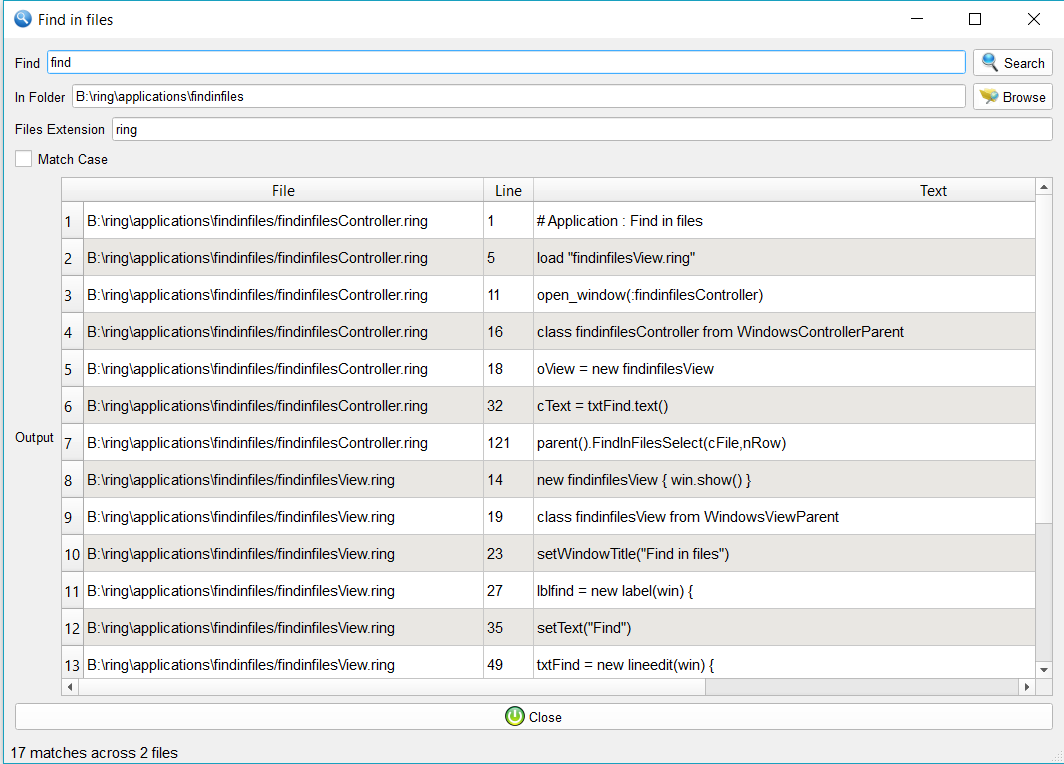 Find in files
Find find Search
In Folder B:\ring\applications\findinfiles Browse
Files Extension ring
Match Case
File Line Text
1 B:\ring\applications\findinfiles/findinfilesController.ring 1 # Application : Find in files
2 B:\ring\applications\findinfiles/findinfilesController.ring 5 load "findinfilesView.ring"
3 B:\ring\applications\findinfiles/findinfilesController.ring 11 open_window(:findinfilesController)
4 B:\ring\applications\findinfiles/findinfilesController.ring 16 class findinfilesController from WindowsControllerParent
5 B:\ring\applications\findinfiles/findinfilesController.ring 18 oView = new findinfilesView
6 B:\ring\applications\findinfiles/findinfilesController.ring 32 cText = txtFind.text()
Output
7 B:\ring\applications\findinfiles/findinfilesController.ring 121 parent().FindInFilesSelect(cFile,nRow)
8 B:\ring\applications\findinfiles/findinfilesView.ring 14 new findinfilesView { win.show() }
9 B:\ring\applications\findinfiles/findinfilesView.ring 19 class findinfilesView from WindowsViewParent
10 B:\ring\applications\findinfiles/findinfilesView.ring 23 setWindowTitle("Find in files")
11 B:\ring\applications\findinfiles/findinfilesView.ring 27 lblfind = new label(win) {
12 B:\ring\applications\findinfiles/findinfilesView.ring 35 setText("Find")
13 B:\ring\applications\findinfiles/findinfilesView.ring 49 txtFind = new lineedit(win) {
Close
17 matches across 2 files